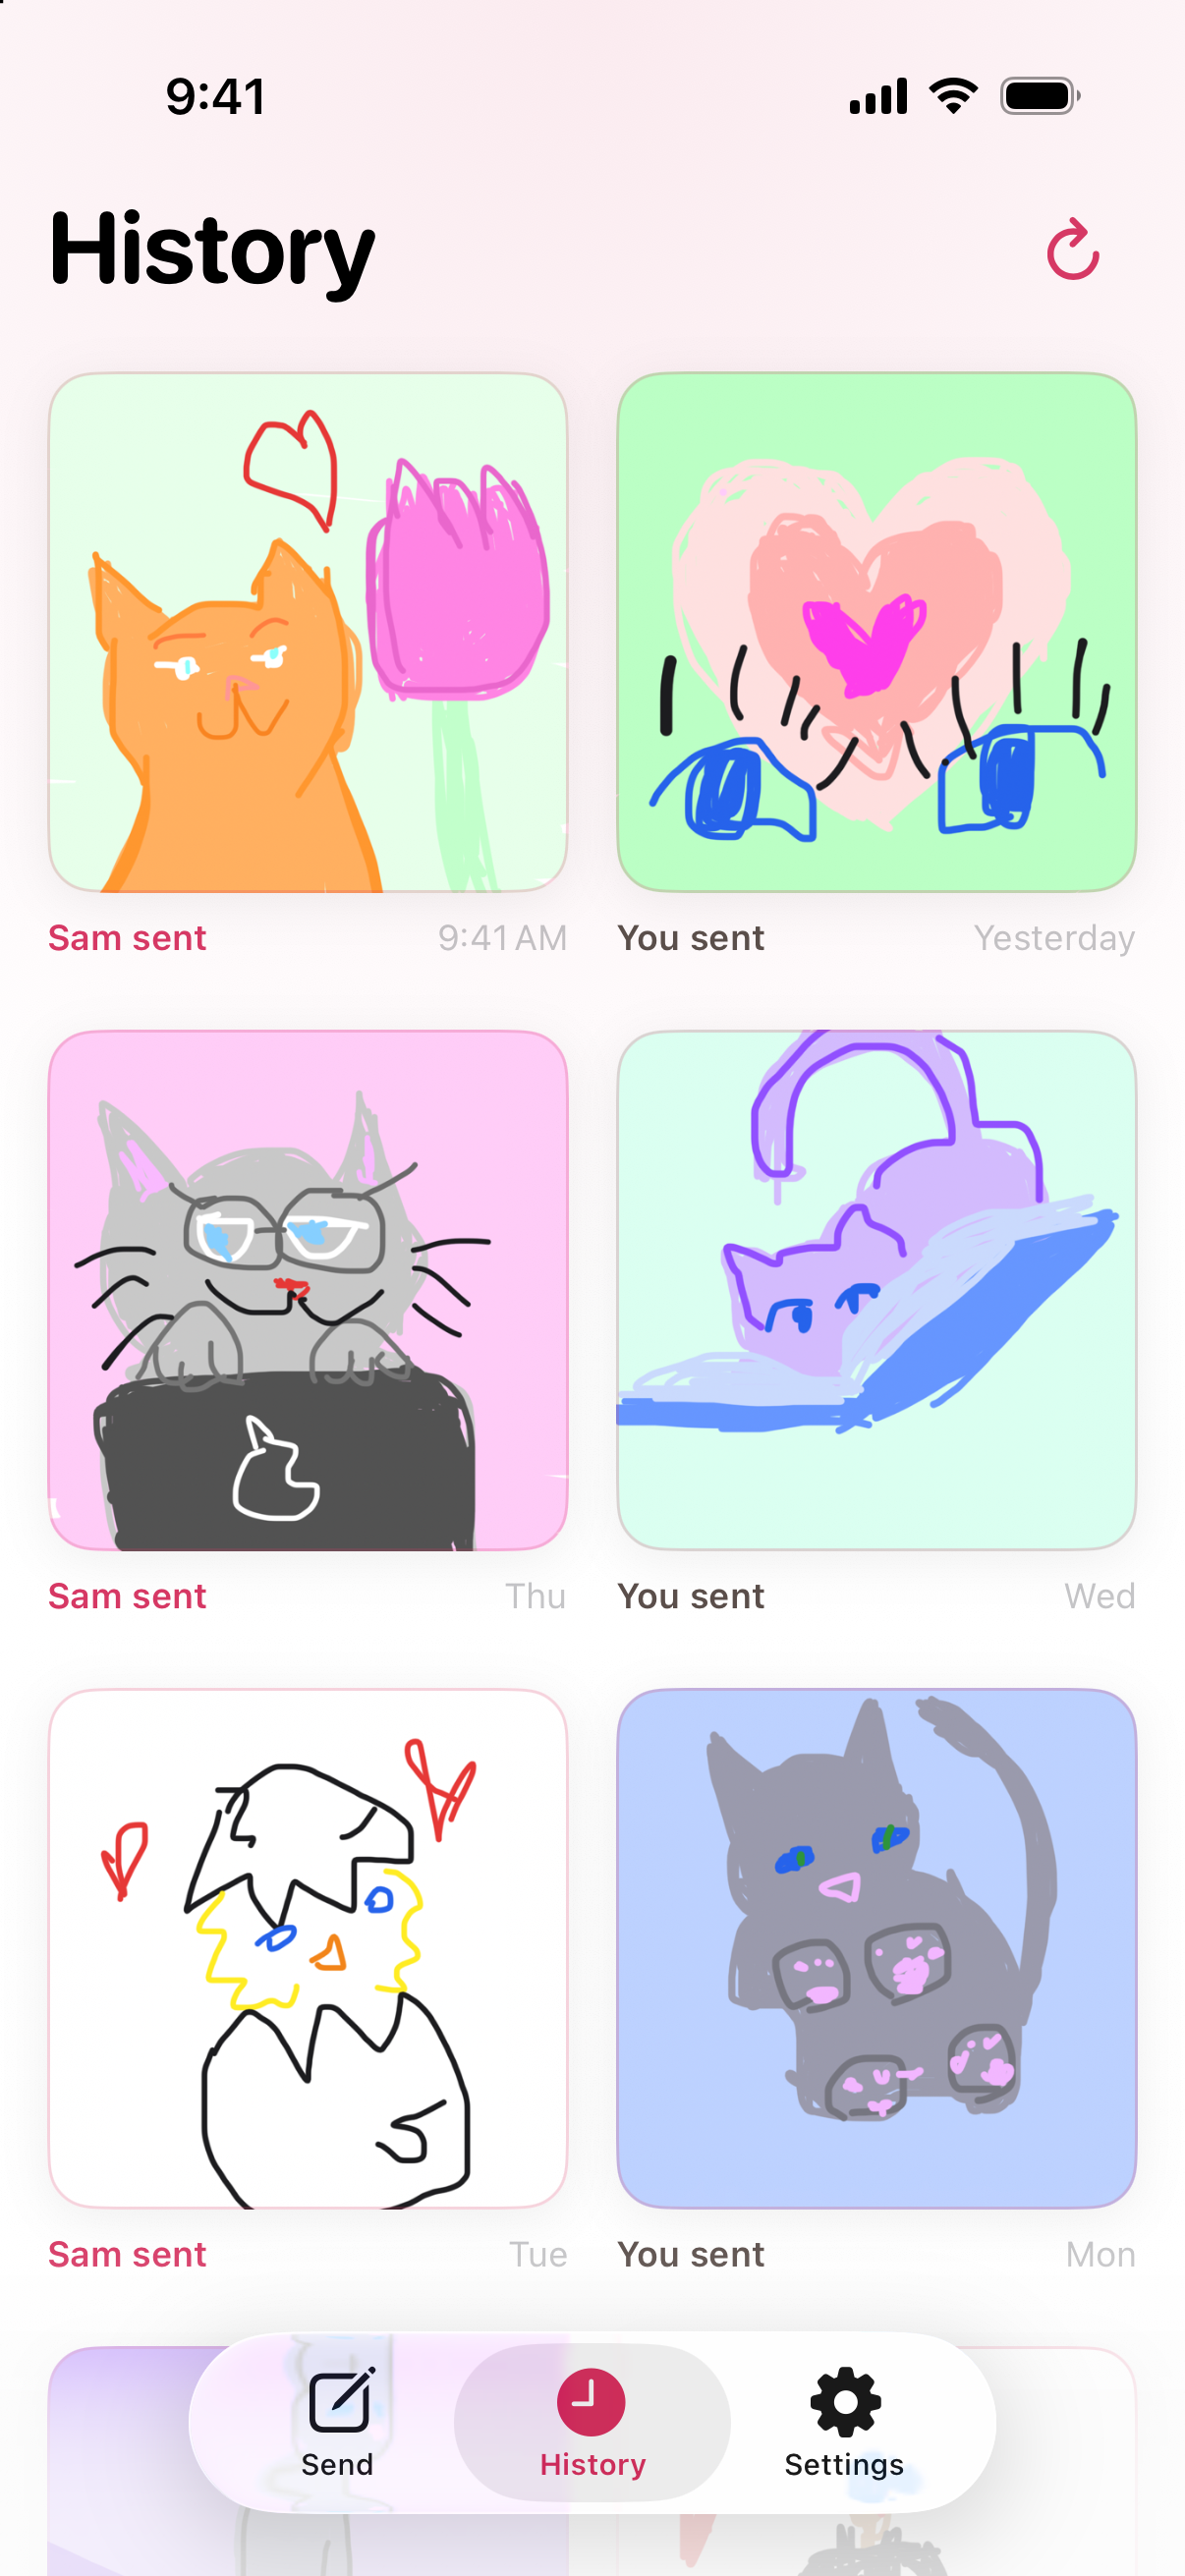 9:41
History
Sam sent 9:41 AM
You sent Yesterday
Sam sent Thu
You sent Wed
Sam sent Tue
You sent Mon
Send
History
Settings